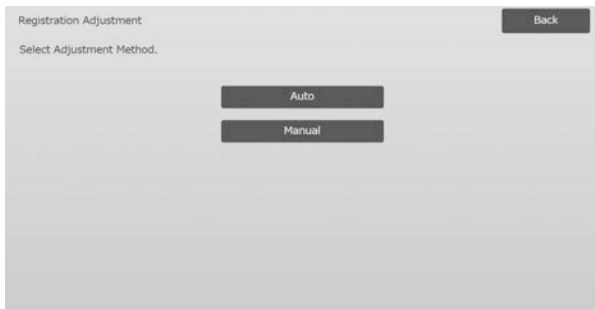 Registration Adjustment
Back
Select Adjustment Method.
Auto
Manual